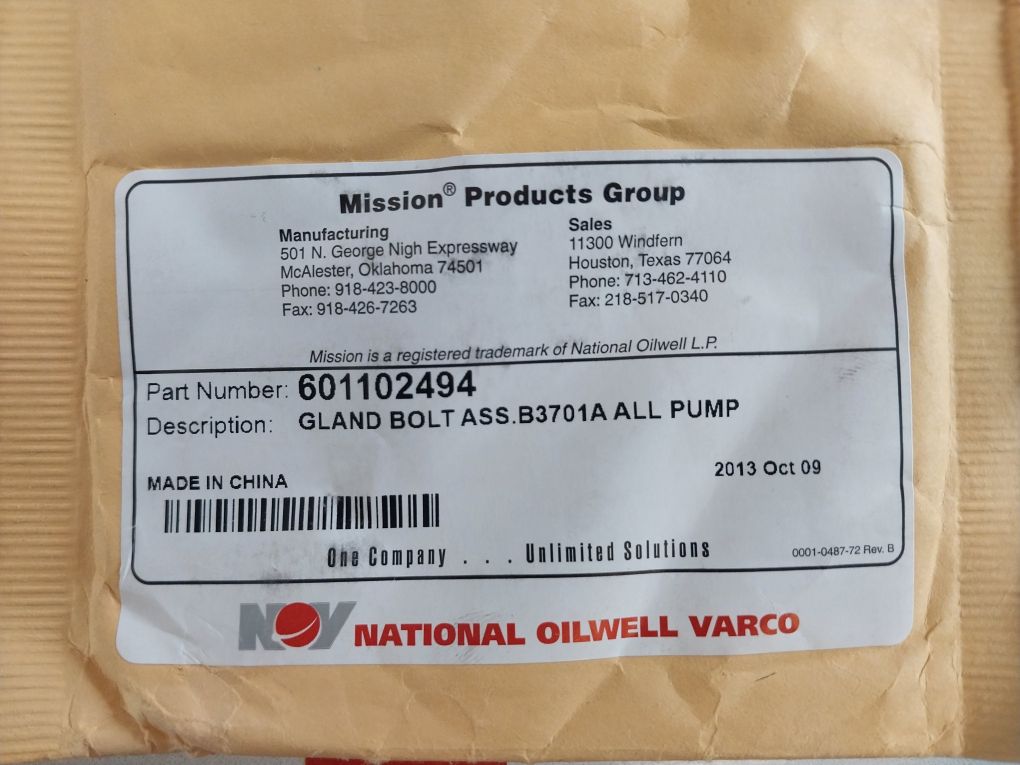 Mission® Products Group
Manufacturing
501 N. George Nigh Expressway
McAlester, Oklahoma 74501
Phone: 918-423-8000
Fax: 918-426-7263
Sales
11300 Windfern
Houston, Texas 77064
Phone: 713-462-4110
Fax: 218-517-0340
Mission is a registered trademark of National Oilwell L.P.
Part Number: 601102494
Description: GLAND BOLT ASS.B3701A ALL PUMP
MADE IN CHINA
2013 Oct 09
One Company . . . Unlimited Solutions
0001-0487-72 Rev. B
NOV NATIONAL OILWELL VARCO